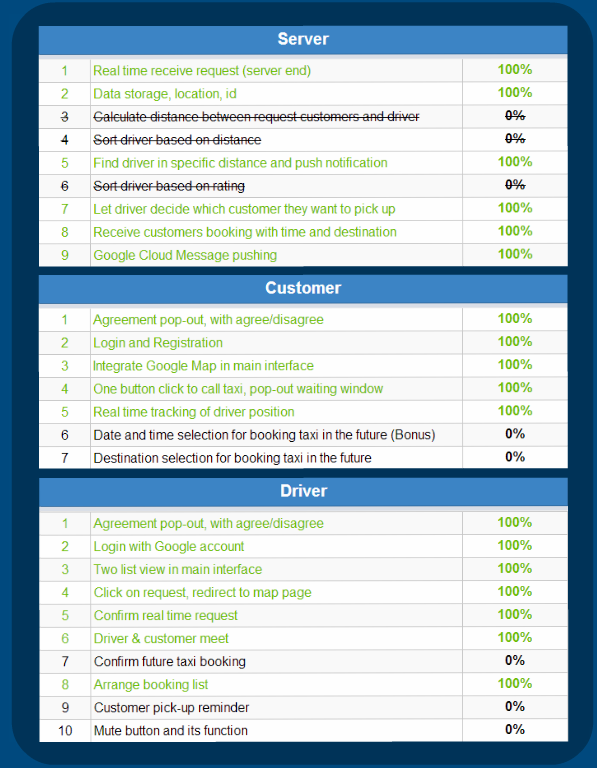 Server
1 Real time receive request (server end) 100%
2 Data storage, location, id 100%
3 Calculate distance between request customers and driver 0%
4 Sort driver based on distance 0%
5 Find driver in specific distance and push notification 100%
6 Sort driver based on rating 0%
7 Let driver decide which customer they want to pick up 100%
8 Receive customers booking with time and destination 100%
9 Google Cloud Message pushing 100%
Customer
1 Agreement pop-out, with agree/disagree 100%
2 Login and Registration 100%
3 Integrate Google Map in main interface 100%
4 One button click to call taxi, pop-out waiting window 100%
5 Real time tracking of driver position 100%
6 Date and time selection for booking taxi in the future (Bonus) 0%
7 Destination selection for booking taxi in the future 0%
Driver
1 Agreement pop-out, with agree/disagree 100%
2 Login with Google account 100%
3 Two list view in main interface 100%
4 Click on request, redirect to map page 100%
5 Confirm real time request 100%
6 Driver & customer meet 100%
7 Confirm future taxi booking 0%
8 Arrange booking list 100%
9 Customer pick-up reminder 0%
10 Mute button and its function 0%